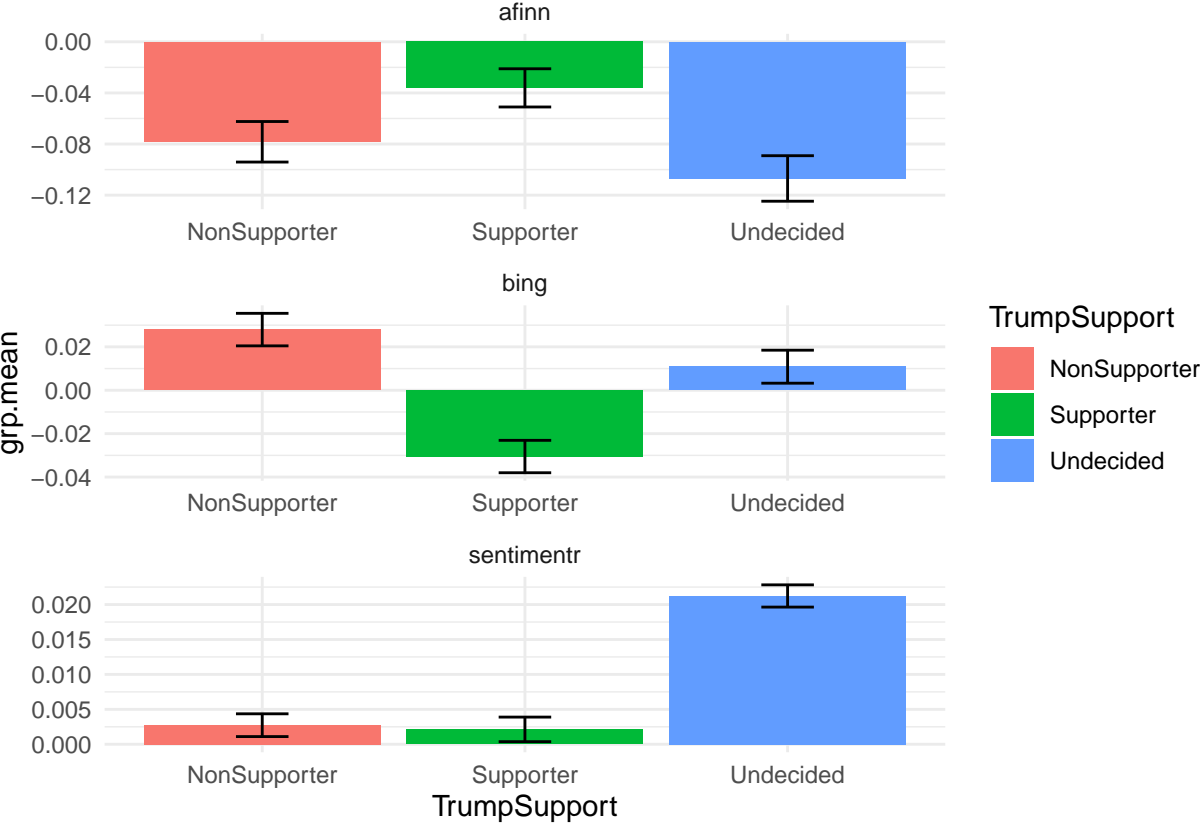 afinn
0.00
−0.04
−0.08
−0.12
NonSupporter Supporter Undecided
bing
0.02
0.00
−0.02
−0.04
NonSupporter Supporter Undecided
sentimentr
0.020
0.015
0.010
0.005
0.000
NonSupporter Supporter Undecided
TrumpSupport
grp.mean
TrumpSupport
NonSupporter
Supporter
Undecided